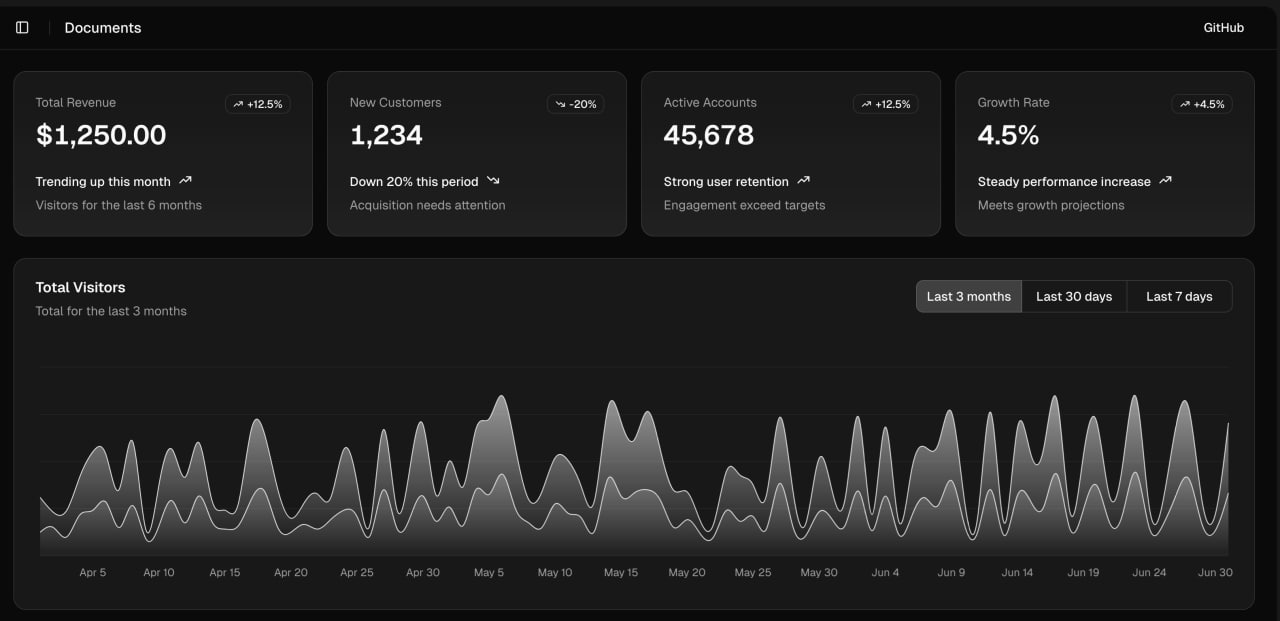 Documents
GitHub
Total Revenue
+12.5%
$1,250.00
Trending up this month
Visitors for the last 6 months
New Customers
-20%
1,234
Down 20% this period
Acquisition needs attention
Active Accounts
+12.5%
45,678
Strong user retention
Engagement exceed targets
Growth Rate
+4.5%
4.5%
Steady performance increase
Meets growth projections
Total Visitors
Total for the last 3 months
Last 3 months
Last 30 days
Last 7 days
Apr 5 Apr 10 Apr 15 Apr 20 Apr 25 Apr 30 May 5 May 10 May 15 May 20 May 25 May 30 Jun 4 Jun 9 Jun 14 Jun 19 Jun 24 Jun 30